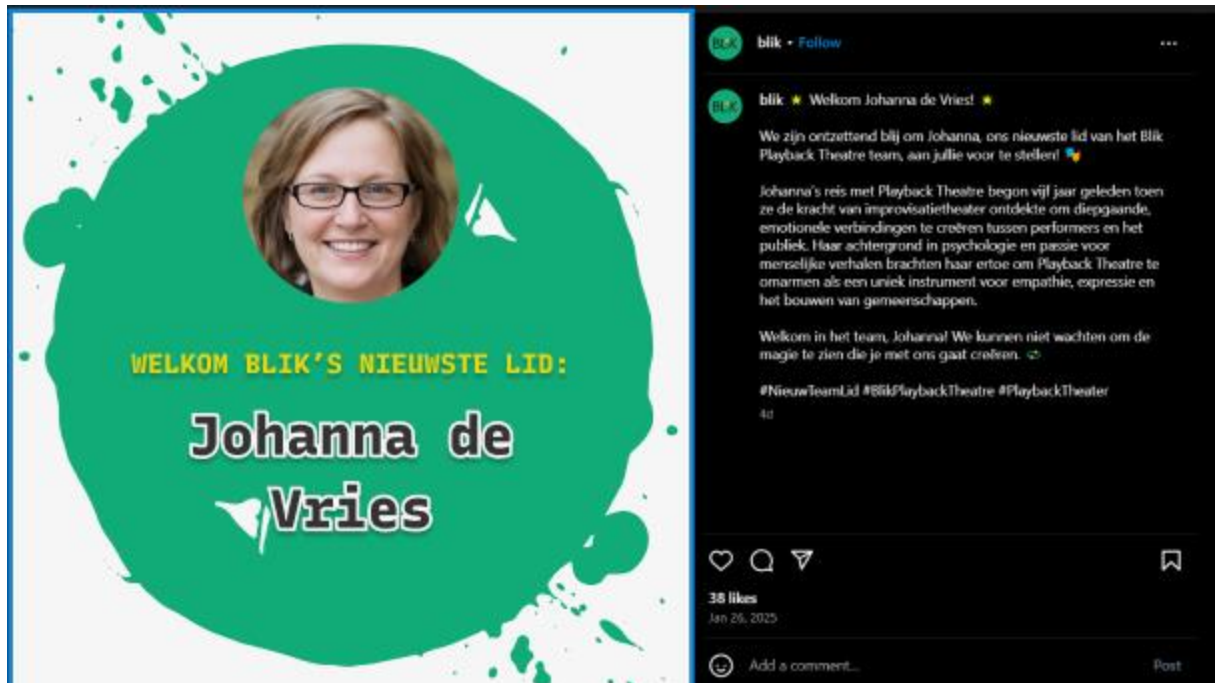 WELKOM BLIK'S NIEUWSTE LID:
Johanna de
Vries
BLIK
blik • Follow
BLIK
blik ★ Welkom Johanna de Vries! ★
We zijn ontzettend blij om Johanna, ons nieuwste lid van het Blik
Playback Theatre team, aan jullie voor te stellen! 🎭
Johanna's reis met Playback Theatre begon vijf jaar geleden toen
ze de kracht van improvisatietheater ontdekte om diepgaande,
emotionele verbindingen te creëren tussen performers en het
publiek. Haar achtergrond in psychologie en passie voor
menselijke verhalen brachten haar ertoe om Playback Theatre te
omarmen als een uniek instrument voor empathie, expressie en
het bouwen van gemeenschappen.
Welkom in het team, Johanna! We kunnen niet wachten om de
magie te zien die je met ons gaat creëren.
#NieuwTeamLid #BlikPlaybackTheatre #PlaybackTheater
4d
38 likes
Jan 26, 2025
Add a comment...
Post